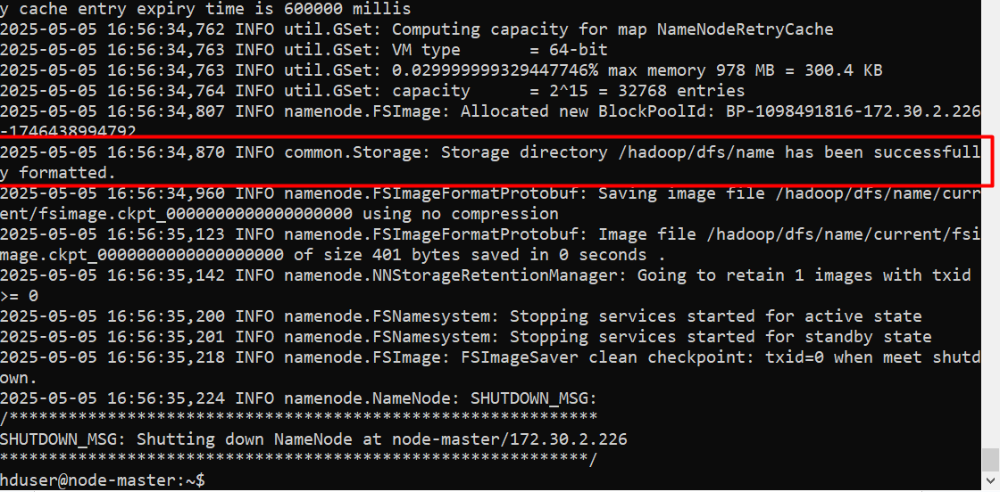 y cache entry expiry time is 600000 millis
2025-05-05 16:56:34,762 INFO util.GSet: Computing capacity for map NameNodeRetryCache
2025-05-05 16:56:34,763 INFO util.GSet: VM type       = 64-bit
2025-05-05 16:56:34,763 INFO util.GSet: 0.029999999329447746% max memory 978 MB = 300.4 KB
2025-05-05 16:56:34,764 INFO util.GSet: capacity      = 2^15 = 32768 entries
2025-05-05 16:56:34,807 INFO namenode.FSImage: Allocated new BlockPoolId: BP-1098491816-172.30.2.226
-1746438994792
2025-05-05 16:56:34,870 INFO common.Storage: Storage directory /hadoop/dfs/name has been successfull
y formatted.
2025-05-05 16:56:34,960 INFO namenode.FSImageFormatProtobuf: Saving image file /hadoop/dfs/name/curr
ent/fsimage.ckpt_0000000000000000000 using no compression
2025-05-05 16:56:35,123 INFO namenode.FSImageFormatProtobuf: Image file /hadoop/dfs/name/current/fsi
mage.ckpt_0000000000000000000 of size 401 bytes saved in 0 seconds .
2025-05-05 16:56:35,142 INFO namenode.NNStorageRetentionManager: Going to retain 1 images with txid
>= 0
2025-05-05 16:56:35,200 INFO namenode.FSNamesystem: Stopping services started for active state
2025-05-05 16:56:35,201 INFO namenode.FSNamesystem: Stopping services started for standby state
2025-05-05 16:56:35,218 INFO namenode.FSImage: FSImageSaver clean checkpoint: txid=0 when meet shutd
own.
2025-05-05 16:56:35,224 INFO namenode.NameNode: SHUTDOWN_MSG:
/************************************************************
SHUTDOWN_MSG: Shutting down NameNode at node-master/172.30.2.226
************************************************************/
hduser@node-master:~$